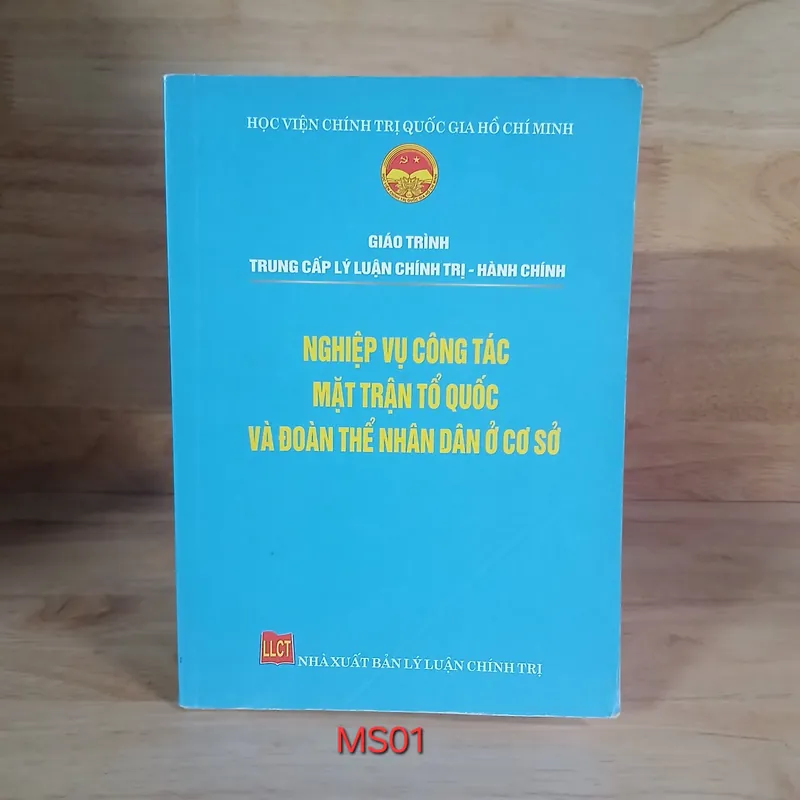 HỌC VIỆN CHÍNH TRỊ QUỐC GIA HỒ CHÍ MINH
GIÁO TRÌNH
TRUNG CẤP LÝ LUẬN CHÍNH TRỊ - HÀNH CHÍNH
NGHIỆP VỤ CÔNG TÁC
MẶT TRẬN TỔ QUỐC
VÀ ĐOÀN THỂ NHÂN DÂN Ở CƠ SỞ
LLCT
NHÀ XUẤT BẢN LÝ LUẬN CHÍNH TRỊ
MS01